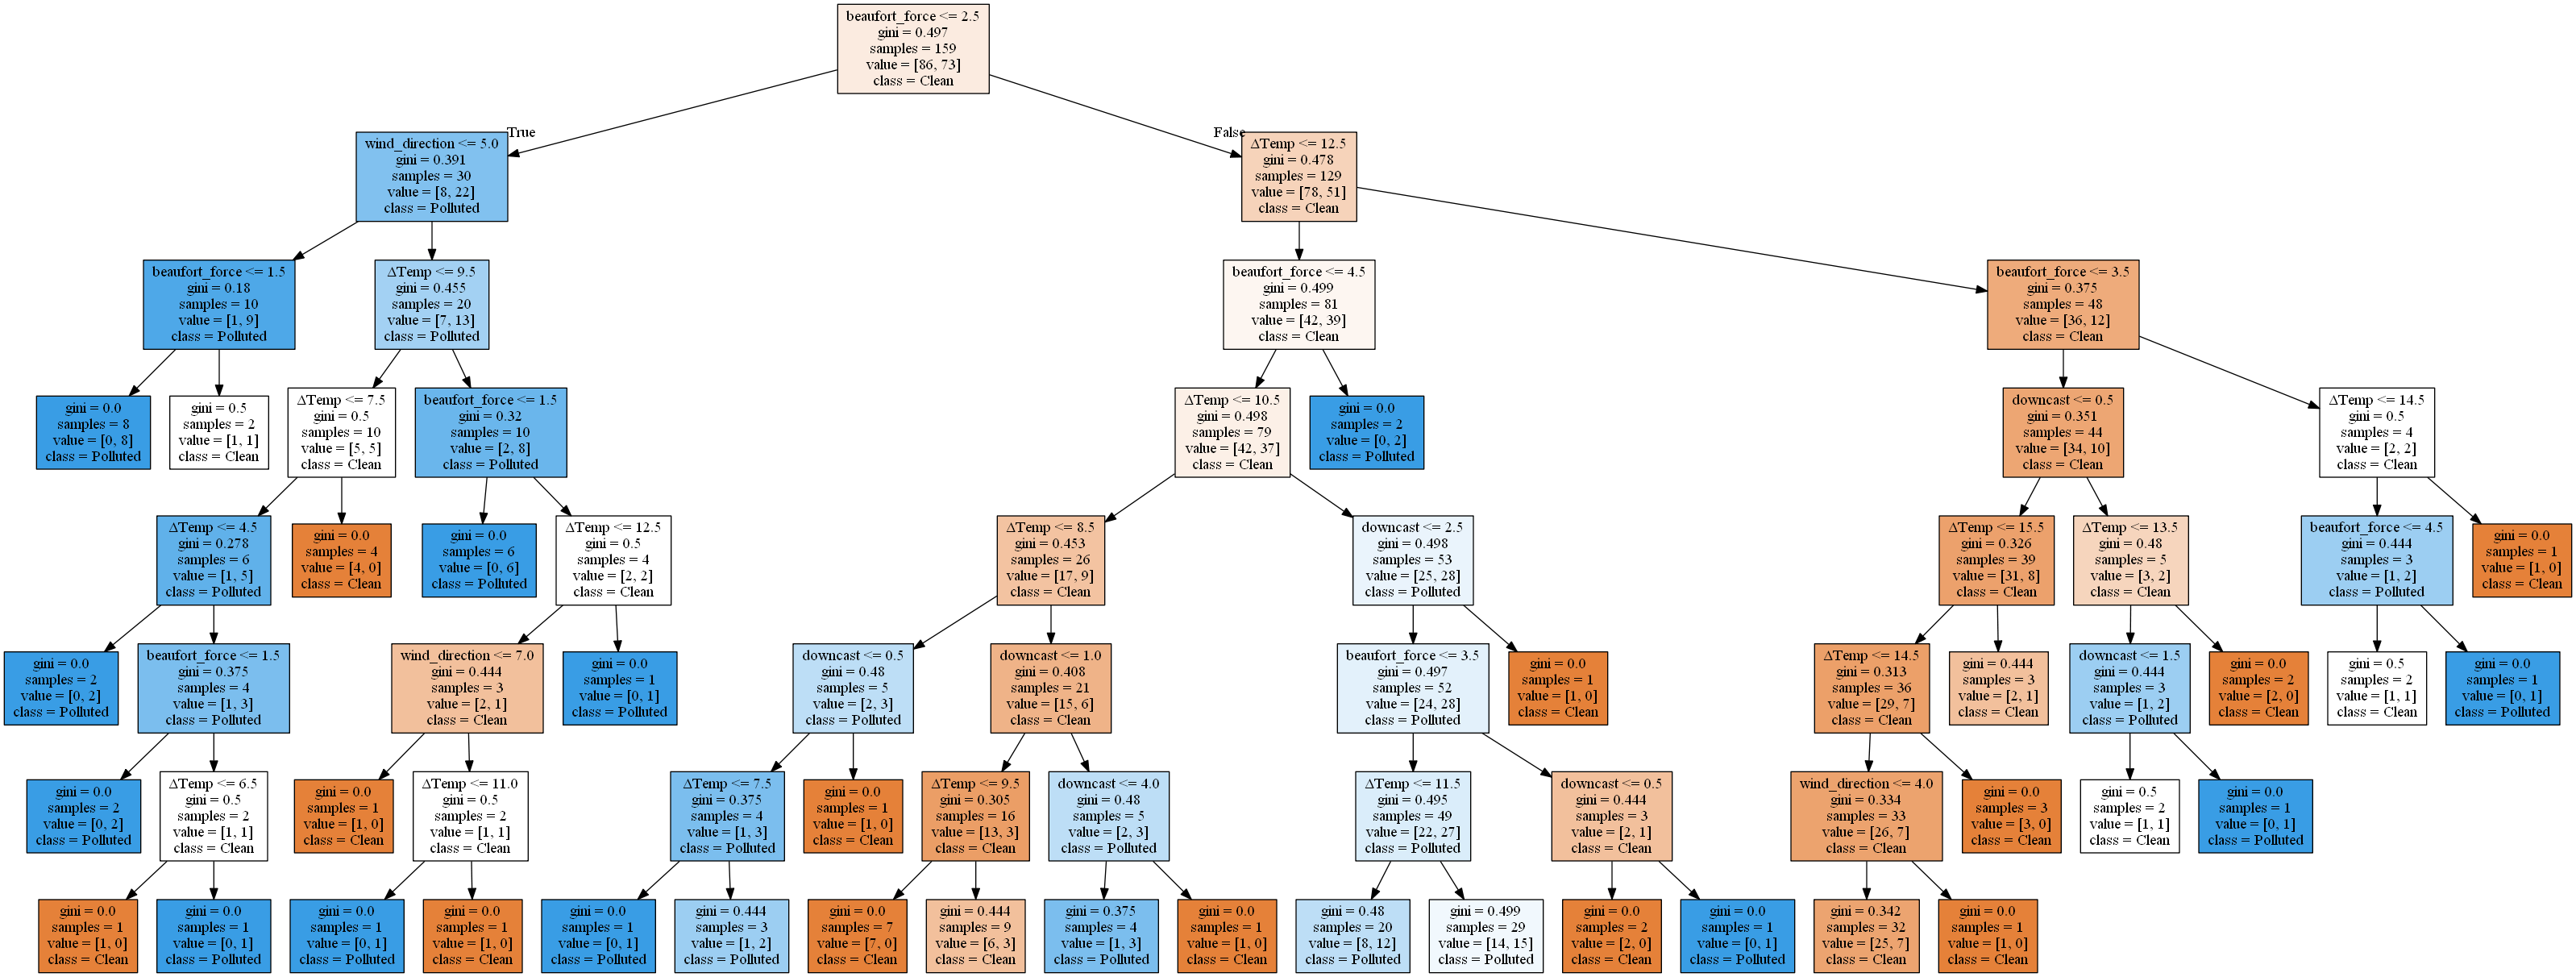 beaufort_force <= 2.5
gini = 0.497
samples = 159
value = [86, 73]
class = Clean
True
False
wind_direction <= 5.0
gini = 0.391
samples = 30
value = [8, 22]
class = Polluted
ΔTemp <= 12.5
gini = 0.478
samples = 129
value = [78, 51]
class = Clean
beaufort_force <= 1.5
gini = 0.18
samples = 10
value = [1, 9]
class = Polluted
ΔTemp <= 9.5
gini = 0.455
samples = 20
value = [7, 13]
class = Polluted
beaufort_force <= 4.5
gini = 0.499
samples = 81
value = [42, 39]
class = Clean
beaufort_force <= 3.5
gini = 0.375
samples = 48
value = [36, 12]
class = Clean
gini = 0.0
samples = 8
value = [0, 8]
class = Polluted
gini = 0.5
samples = 2
value = [1, 1]
class = Clean
ΔTemp <= 7.5
gini = 0.5
samples = 10
value = [5, 5]
class = Clean
beaufort_force <= 1.5
gini = 0.32
samples = 10
value = [2, 8]
class = Polluted
ΔTemp <= 10.5
gini = 0.498
samples = 79
value = [42, 37]
class = Clean
gini = 0.0
samples = 2
value = [0, 2]
class = Polluted
downcast <= 0.5
gini = 0.351
samples = 44
value = [34, 10]
class = Clean
ΔTemp <= 14.5
gini = 0.5
samples = 4
value = [2, 2]
class = Clean
ΔTemp <= 4.5
gini = 0.278
samples = 6
value = [1, 5]
class = Polluted
gini = 0.0
samples = 4
value = [4, 0]
class = Clean
gini = 0.0
samples = 6
value = [0, 6]
class = Polluted
ΔTemp <= 12.5
gini = 0.5
samples = 4
value = [2, 2]
class = Clean
ΔTemp <= 8.5
gini = 0.453
samples = 26
value = [17, 9]
class = Clean
downcast <= 2.5
gini = 0.498
samples = 53
value = [25, 28]
class = Polluted
ΔTemp <= 15.5
gini = 0.326
samples = 39
value = [31, 8]
class = Clean
ΔTemp <= 13.5
gini = 0.48
samples = 5
value = [3, 2]
class = Clean
beaufort_force <= 4.5
gini = 0.444
samples = 3
value = [1, 2]
class = Polluted
gini = 0.0
samples = 1
value = [1, 0]
class = Clean
gini = 0.0
samples = 2
value = [0, 2]
class = Polluted
beaufort_force <= 1.5
gini = 0.375
samples = 4
value = [1, 3]
class = Polluted
wind_direction <= 7.0
gini = 0.444
samples = 3
value = [2, 1]
class = Clean
gini = 0.0
samples = 1
value = [0, 1]
class = Polluted
downcast <= 0.5
gini = 0.48
samples = 5
value = [2, 3]
class = Polluted
downcast <= 1.0
gini = 0.408
samples = 21
value = [15, 6]
class = Clean
beaufort_force <= 3.5
gini = 0.497
samples = 52
value = [24, 28]
class = Polluted
gini = 0.0
samples = 1
value = [1, 0]
class = Clean
ΔTemp <= 14.5
gini = 0.313
samples = 36
value = [29, 7]
class = Clean
gini = 0.444
samples = 3
value = [2, 1]
class = Clean
downcast <= 1.5
gini = 0.444
samples = 3
value = [1, 2]
class = Polluted
gini = 0.0
samples = 2
value = [2, 0]
class = Clean
gini = 0.5
samples = 2
value = [1, 1]
class = Clean
gini = 0.0
samples = 1
value = [0, 1]
class = Polluted
gini = 0.0
samples = 2
value = [0, 2]
class = Polluted
ΔTemp <= 6.5
gini = 0.5
samples = 2
value = [1, 1]
class = Clean
gini = 0.0
samples = 1
value = [1, 0]
class = Clean
ΔTemp <= 11.0
gini = 0.5
samples = 2
value = [1, 1]
class = Clean
ΔTemp <= 7.5
gini = 0.375
samples = 4
value = [1, 3]
class = Polluted
gini = 0.0
samples = 1
value = [1, 0]
class = Clean
ΔTemp <= 9.5
gini = 0.305
samples = 16
value = [13, 3]
class = Clean
downcast <= 4.0
gini = 0.48
samples = 5
value = [2, 3]
class = Polluted
ΔTemp <= 11.5
gini = 0.495
samples = 49
value = [22, 27]
class = Polluted
downcast <= 0.5
gini = 0.444
samples = 3
value = [2, 1]
class = Clean
wind_direction <= 4.0
gini = 0.334
samples = 33
value = [26, 7]
class = Clean
gini = 0.0
samples = 3
value = [3, 0]
class = Clean
gini = 0.5
samples = 2
value = [1, 1]
class = Clean
gini = 0.0
samples = 1
value = [0, 1]
class = Polluted
gini = 0.0
samples = 1
value = [1, 0]
class = Clean
gini = 0.0
samples = 1
value = [0, 1]
class = Polluted
gini = 0.0
samples = 1
value = [0, 1]
class = Polluted
gini = 0.0
samples = 1
value = [1, 0]
class = Clean
gini = 0.0
samples = 1
value = [0, 1]
class = Polluted
gini = 0.444
samples = 3
value = [1, 2]
class = Polluted
gini = 0.0
samples = 7
value = [7, 0]
class = Clean
gini = 0.444
samples = 9
value = [6, 3]
class = Clean
gini = 0.375
samples = 4
value = [1, 3]
class = Polluted
gini = 0.0
samples = 1
value = [1, 0]
class = Clean
gini = 0.48
samples = 20
value = [8, 12]
class = Polluted
gini = 0.499
samples = 29
value = [14, 15]
class = Polluted
gini = 0.0
samples = 2
value = [2, 0]
class = Clean
gini = 0.0
samples = 1
value = [0, 1]
class = Polluted
gini = 0.342
samples = 32
value = [25, 7]
class = Clean
gini = 0.0
samples = 1
value = [1, 0]
class = Clean